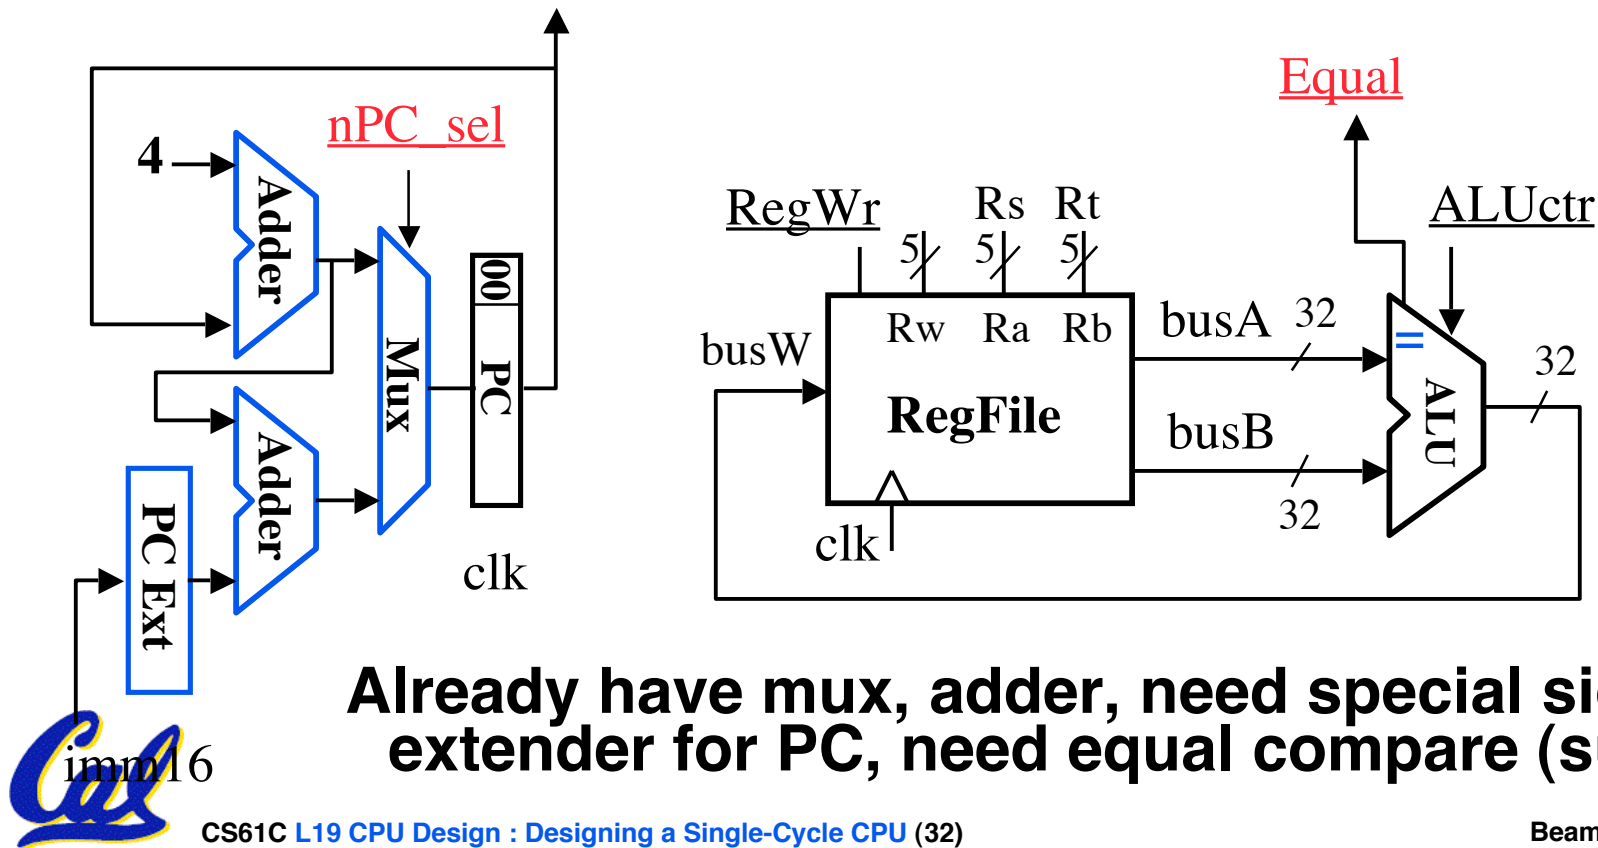 Equal
nPC_sel
4
Adder
RegWr
Rs
Rt
ALUctr
5
5
5
00
PC
Mux
busW
Rw
Ra
Rb
RegFile
busA
32
busB
32
=
ALU
32
Adder
PC Ext
clk
clk
imm16
Already have mux, adder, need special
extender for PC, need equal compare
Cal
CS61C L19 CPU Design : Designing a Single-Cycle CPU (32)